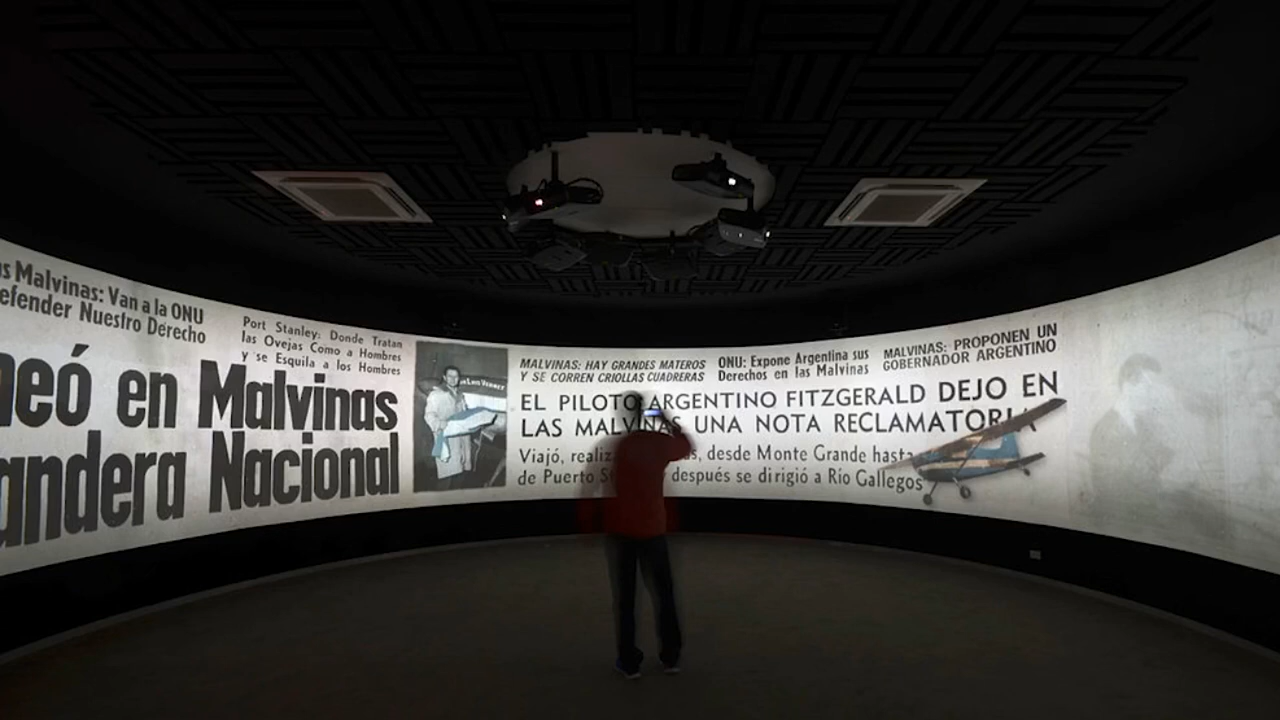 s Malvinas: Van a la ONU
efender Nuestro Derecho
Port Stanley: Donde Tratan
las Ovejas Como a Hombres
y se Esquila a los Hombres
neó en Malvinas
andera Nacional
Luis Vernet
MALVINAS: HAY GRANDES MATEROS
Y SE CORREN CRIOLLAS CUADRERAS
ONU: Expone Argentina sus
Derechos en las Malvinas
MALVINAS: PROPONEN UN
GOBERNADOR ARGENTINO
EL PILOTO ARGENTINO FITZGERALD DEJO EN
LAS MALVINAS UNA NOTA RECLAMATORIA
Viajó, desde Monte Grande hasta
de Puerto después se dirigió a Río Gallegos